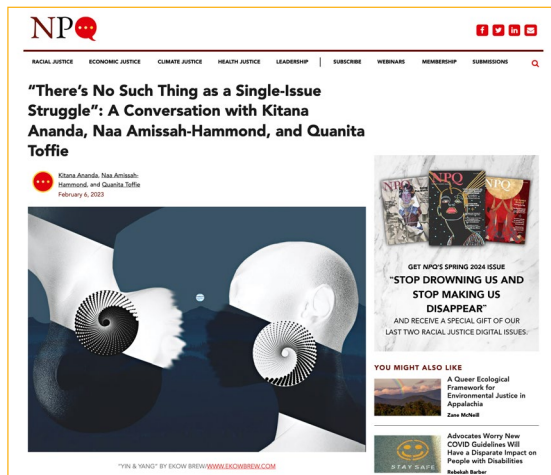 NPQ
RACIAL JUSTICE ECONOMIC JUSTICE CLIMATE JUSTICE HEALTH JUSTICE LEADERSHIP | SUBSCRIBE WEBINARS MEMBERSHIP SUBMISSIONS
“There’s No Such Thing as a Single-Issue
Struggle”: A Conversation with Kitana
Ananda, Naa Amissah-Hammond, and Quanita
Toffie
Kitana Ananda, Naa Amissah-
Hammond, and Quanita Toffie
February 6, 2023
"YIN & YANG" BY EKOW BREW/WWW.EKOWBREW.COM
NPQ
NPQ
NPQ
GET NPQ'S SPRING 2024 ISSUE
“STOP DROWNING US AND
STOP MAKING US
DISAPPEAR”
AND RECEIVE A SPECIAL GIFT OF OUR
LAST TWO RACIAL JUSTICE DIGITAL ISSUES.
YOU MIGHT ALSO LIKE
A Queer Ecological
Framework for
Environmental Justice in
Appalachia
Zane McNeill
STAY SAFE
Advocates Worry New
COVID Guidelines Will
Have a Disparate Impact on
People with Disabilities
Rebekah Barber